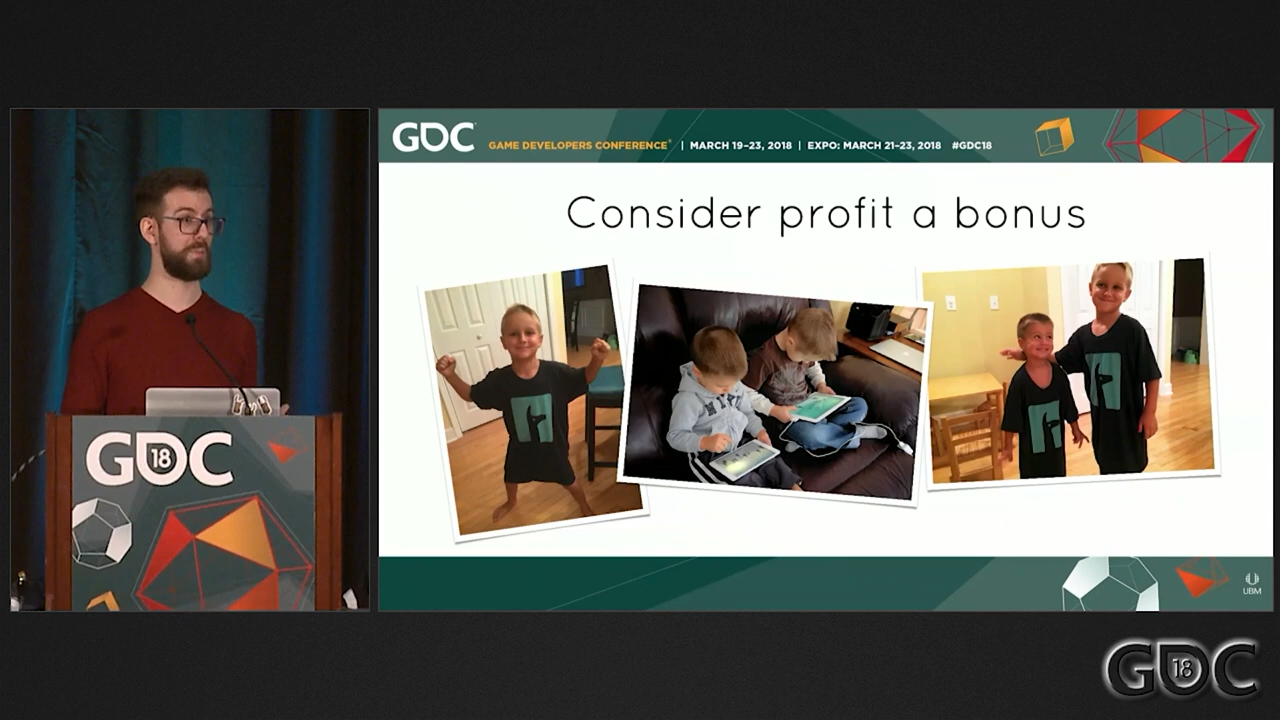 GDC
GAME DEVELOPERS CONFERENCE® | MARCH 19–23, 2018 | EXPO: MARCH 21–23, 2018 #GDC18
Consider profit a bonus
GDC
18
UBM
GDC
18